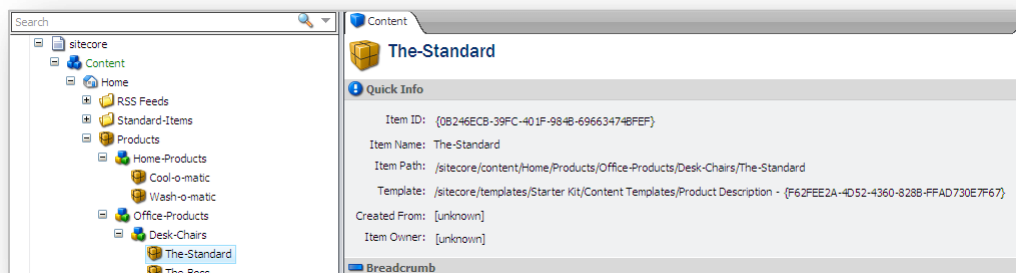 Search
sitecore
Content
Home
RSS Feeds
Standard-Items
Products
Home-Products
Cool-o-matic
Wash-o-matic
Office-Products
Desk-Chairs
The-Standard
The-Boss
Content
The-Standard
Quick Info
Item ID: {0B246ECB-39FC-401F-984B-69663474BFEF}
Item Name: The-Standard
Item Path: /sitecore/content/Home/Products/Office-Products/Desk-Chairs/The-Standard
Template: /sitecore/templates/Starter Kit/Content Templates/Product Description - {F62FEE2A-4D52-4360-828B-FFAD730E7F67}
Created From: [unknown]
Item Owner: [unknown]
Breadcrumb